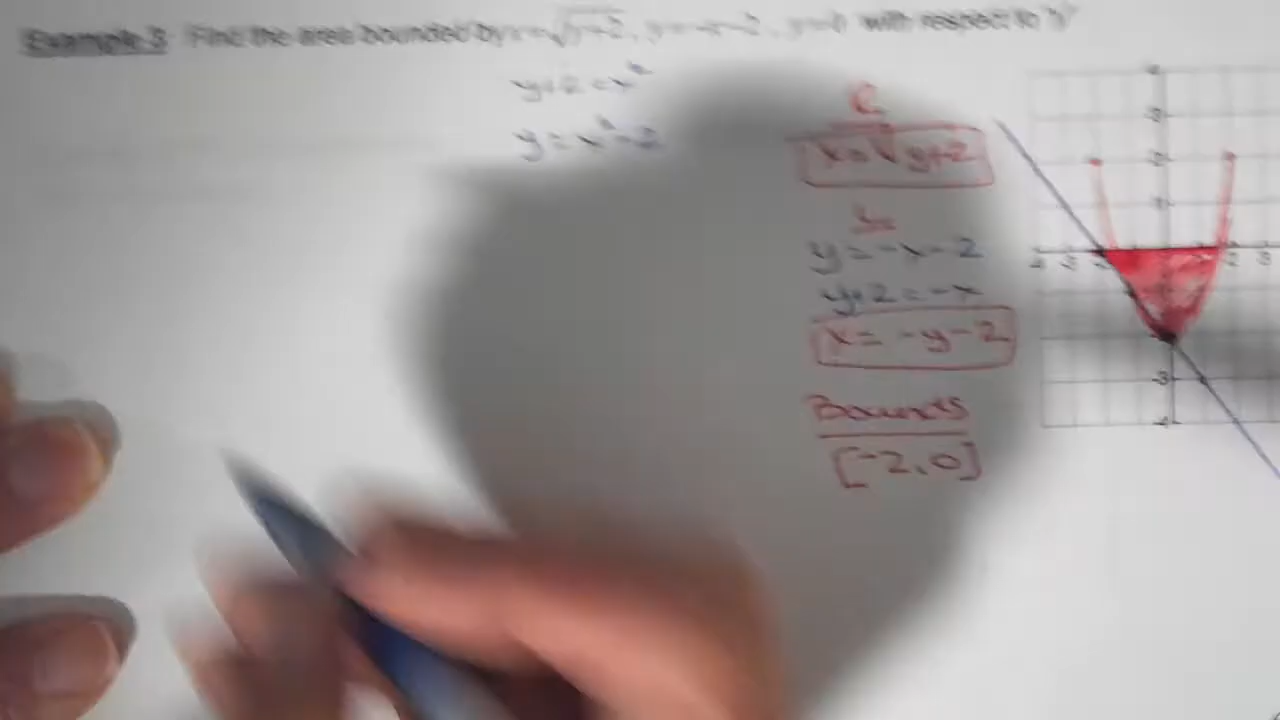 Example 3 Find the area bounded by x=√(y+2), y=-x-2, y=0 with respect to "y"
y+2=x²
y=x²-2
x=√y+2
y=-x-2
y+2=-x
x=-y-2
Bounds
[-2,0]